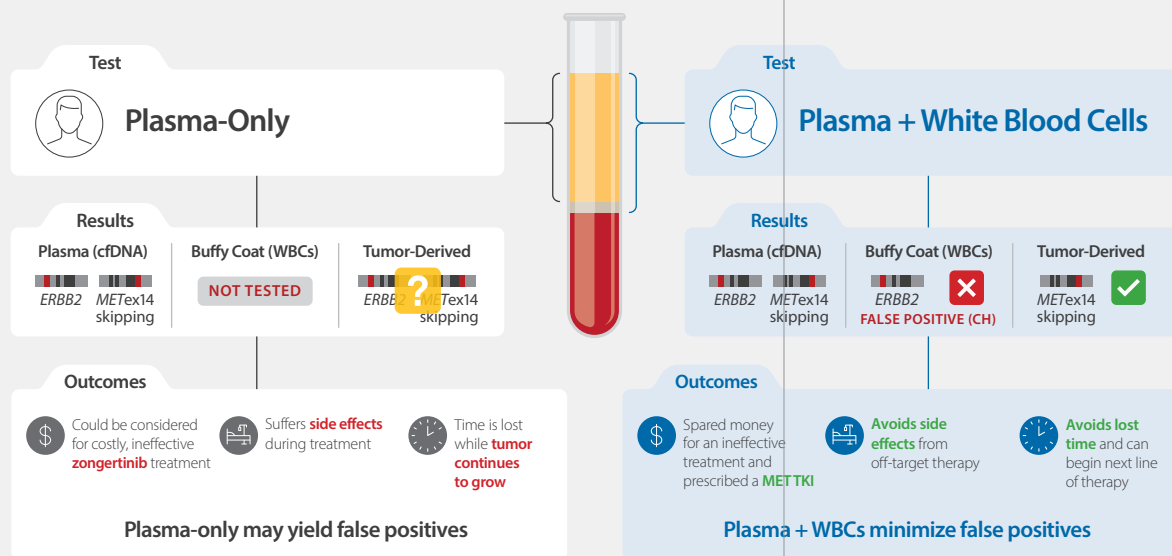 Test
Plasma-Only
Results
Plasma (cfDNA)
ERBB2
METex14
skipping
Buffy Coat (WBCs)
NOT TESTED
Tumor-Derived
ERBB2
?
METex14
skipping
Outcomes
$
Could be considered
for costly, ineffective
zongertinib treatment
Suffers side effects
during treatment
Time is lost
while tumor
continues
to grow
Plasma-only may yield false positives
Test
Plasma + White Blood Cells
Results
Plasma (cfDNA)
ERBB2
METex14
skipping
Buffy Coat (WBCs)
ERBB2
FALSE POSITIVE (CH)
Tumor-Derived
METex14
skipping
Outcomes
$
Spared money
for an ineffective
treatment and
prescribed a MET TKI
Avoids side
effects from
off-target therapy
Avoids lost
time and can
begin next line
of therapy
Plasma + WBCs minimize false positives